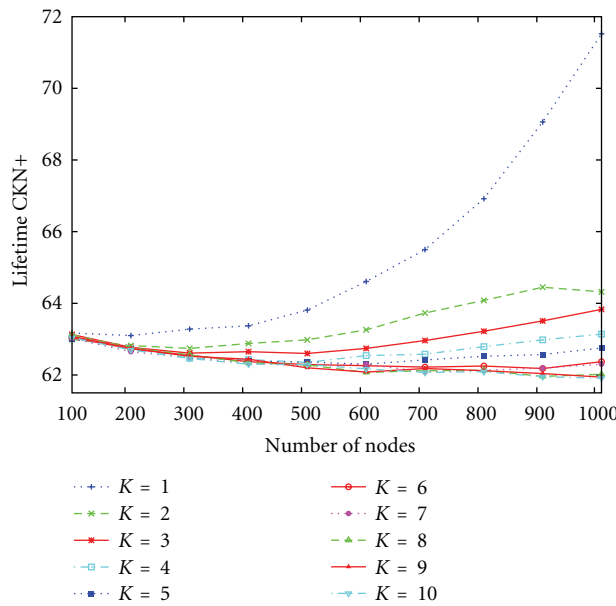 72
70
68
66
64
62
Lifetime CKN+
100 200 300 400 500 600 700 800 900 1000
Number of nodes
K = 1
K = 2
K = 3
K = 4
K = 5
K = 6
K = 7
K = 8
K = 9
K = 10